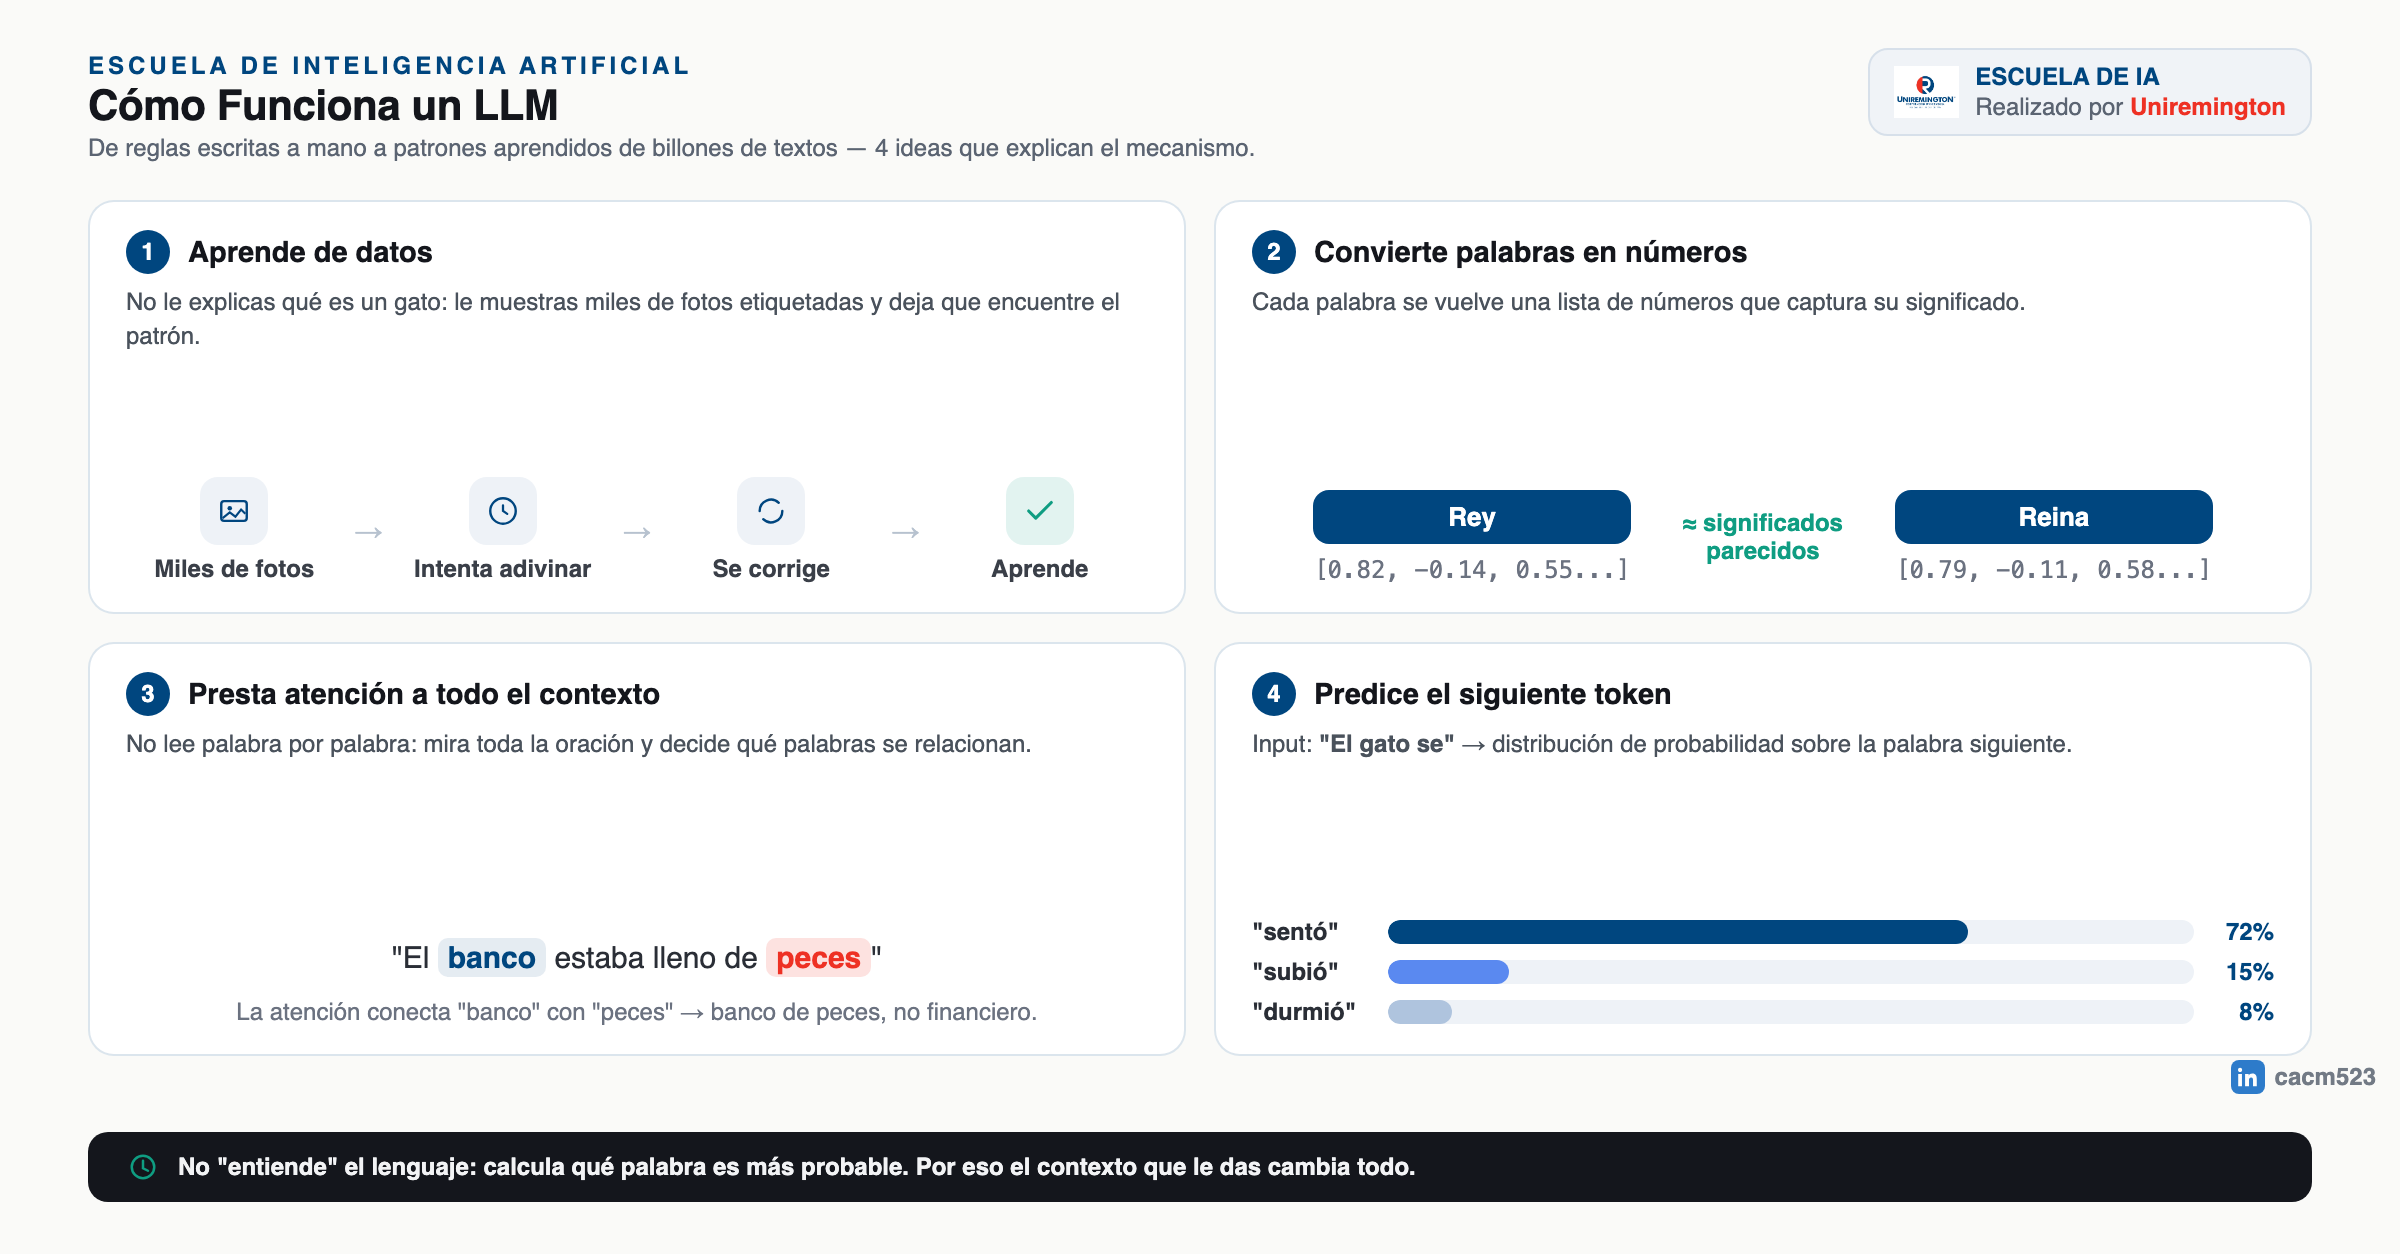 ESCUELA DE INTELIGENCIA ARTIFICIAL
Cómo Funciona un LLM
De reglas escritas a mano a patrones aprendidos de billones de textos — 4 ideas que explican el mecanismo.
UNIREMINGTON
ESCUELA DE IA
Realizado por Uniremington
1 Aprende de datos
No le explicas qué es un gato: le muestras miles de fotos etiquetadas y deja que encuentre el
patrón.
Miles de fotos → Intenta adivinar → Se corrige → Aprende
2 Convierte palabras en números
Cada palabra se vuelve una lista de números que captura su significado.
Rey
[0.82, −0.14, 0.55...]
≈ significados
parecidos
Reina
[0.79, −0.11, 0.58...]
3 Presta atención a todo el contexto
No lee palabra por palabra: mira toda la oración y decide qué palabras se relacionan.
"El banco estaba lleno de peces"
La atención conecta "banco" con "peces" → banco de peces, no financiero.
4 Predice el siguiente token
Input: "El gato se" → distribución de probabilidad sobre la palabra siguiente.
"sentó" 72%
"subió" 15%
"durmió" 8%
in cacm523
No "entiende" el lenguaje: calcula qué palabra es más probable. Por eso el contexto que le das cambia todo.